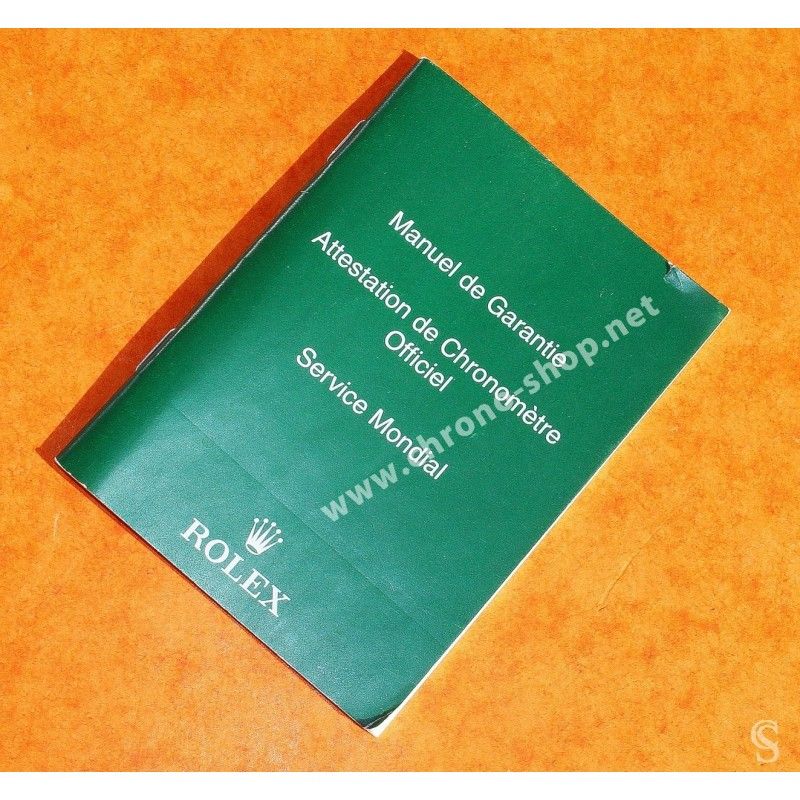 Manuel de Garantie
Attestation de Chronomètre
Officiel
Service Mondial
ROLEX
www.chrono-shop.net